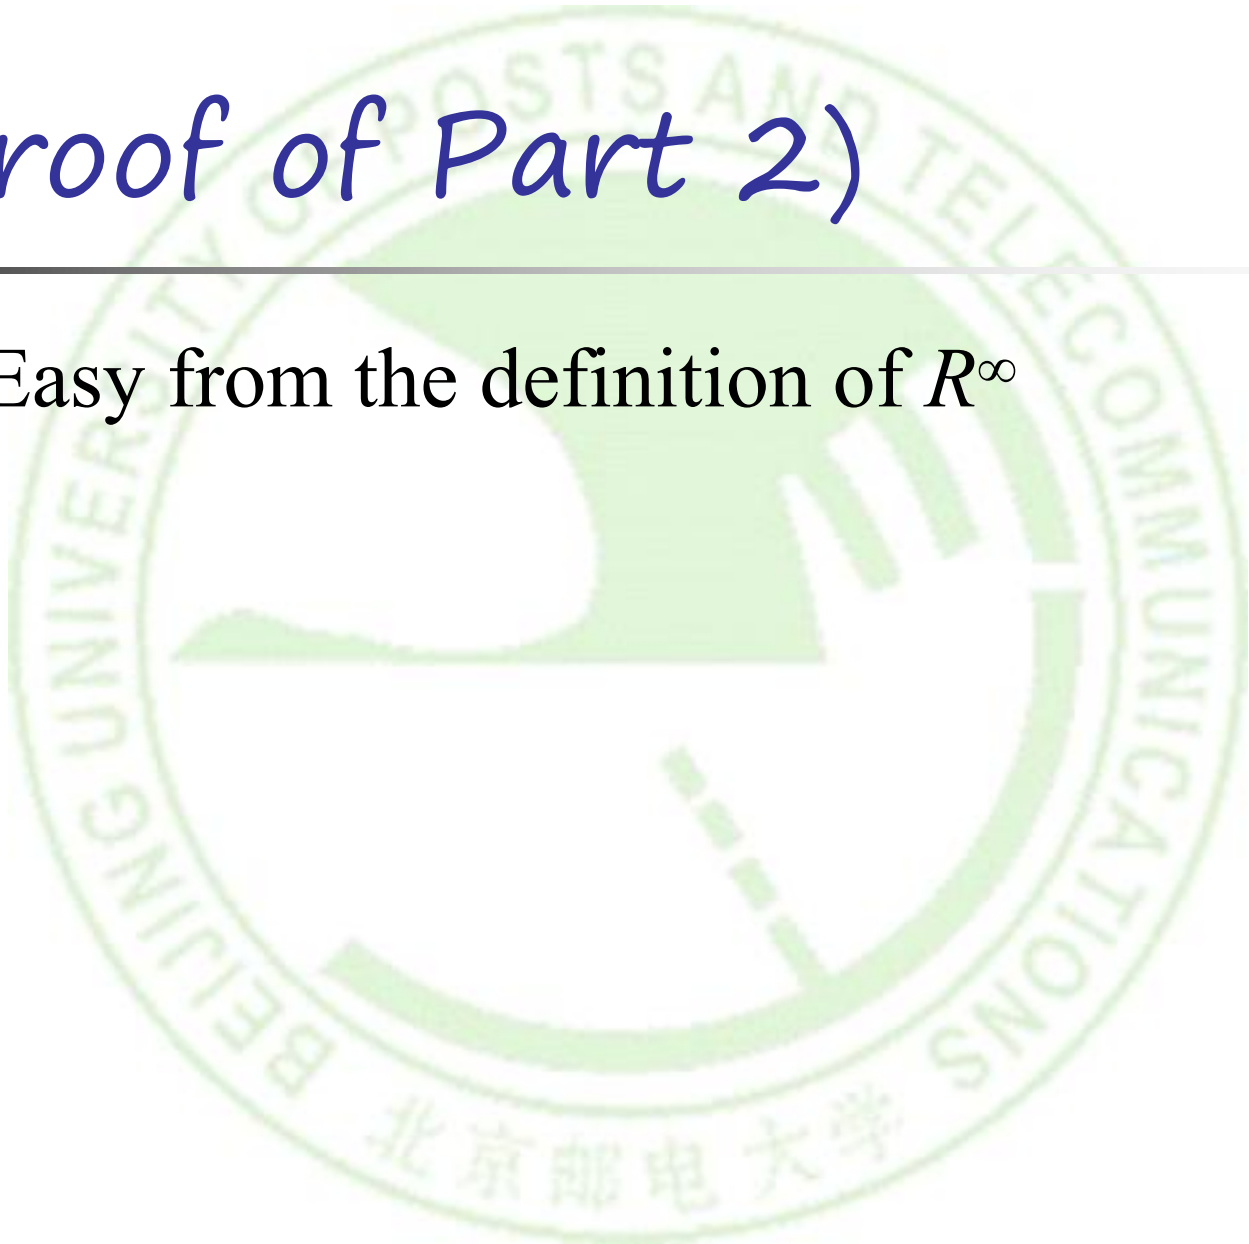 roof of Part 2)
Easy from the definition of R∞
BEIJING UNIVERSITY OF POSTS AND TELECOMMUNICATIONS
北京邮电大学